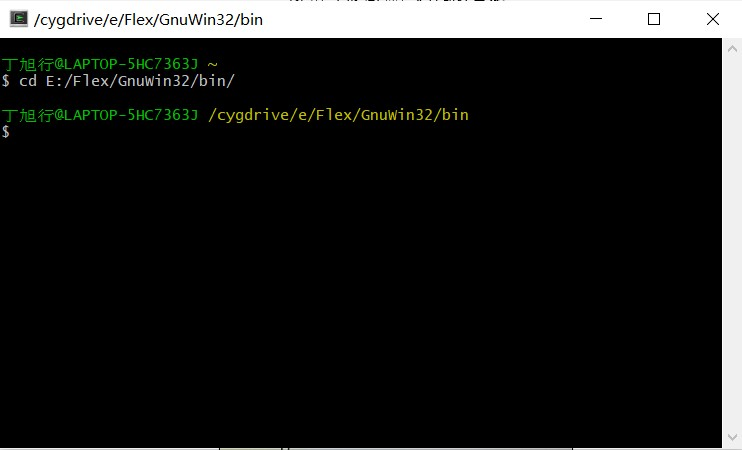 /cygdrive/e/Flex/GnuWin32/bin
丁旭行@LAPTOP-5HC7363J ~
$ cd E:/Flex/GnuWin32/bin/
丁旭行@LAPTOP-5HC7363J /cygdrive/e/Flex/GnuWin32/bin
$